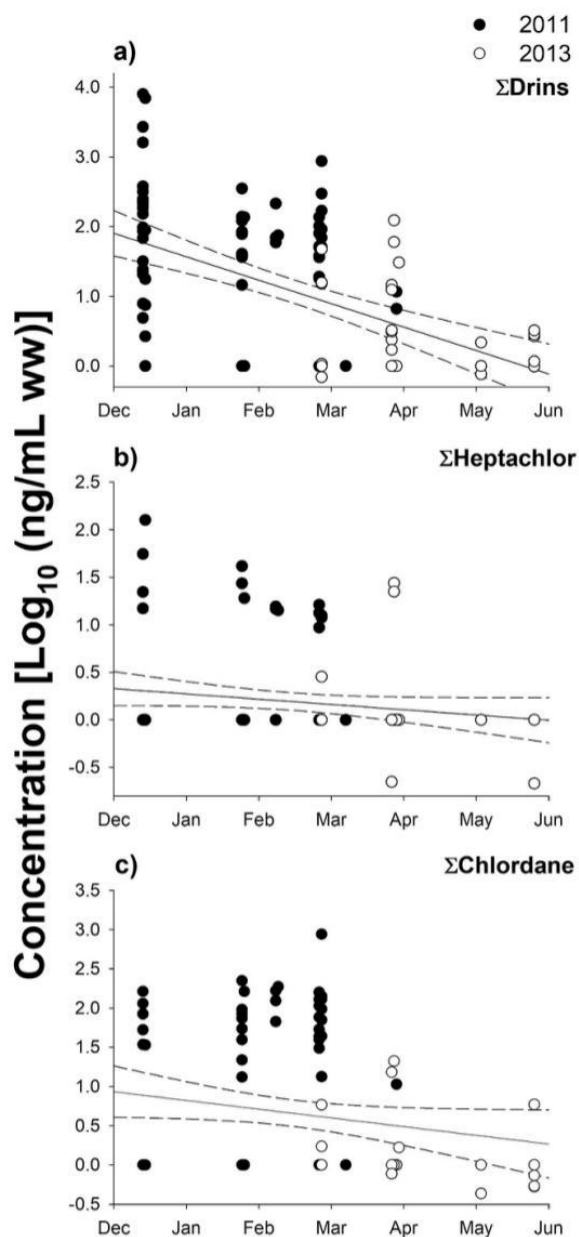 2011
2013
a)
ΣDrins
4.0
3.0
2.0
1.0
0.0
Dec Jan Feb Mar Apr May Jun
b)
ΣHeptachlor
2.5
2.0
1.5
1.0
0.5
0.0
-0.5
Dec Jan Feb Mar Apr May Jun
c)
ΣChlordane
3.5
3.0
2.5
2.0
1.5
1.0
0.5
0.0
-0.5
Dec Jan Feb Mar Apr May Jun
Concentration [Log₁₀ (ng/mL ww)]